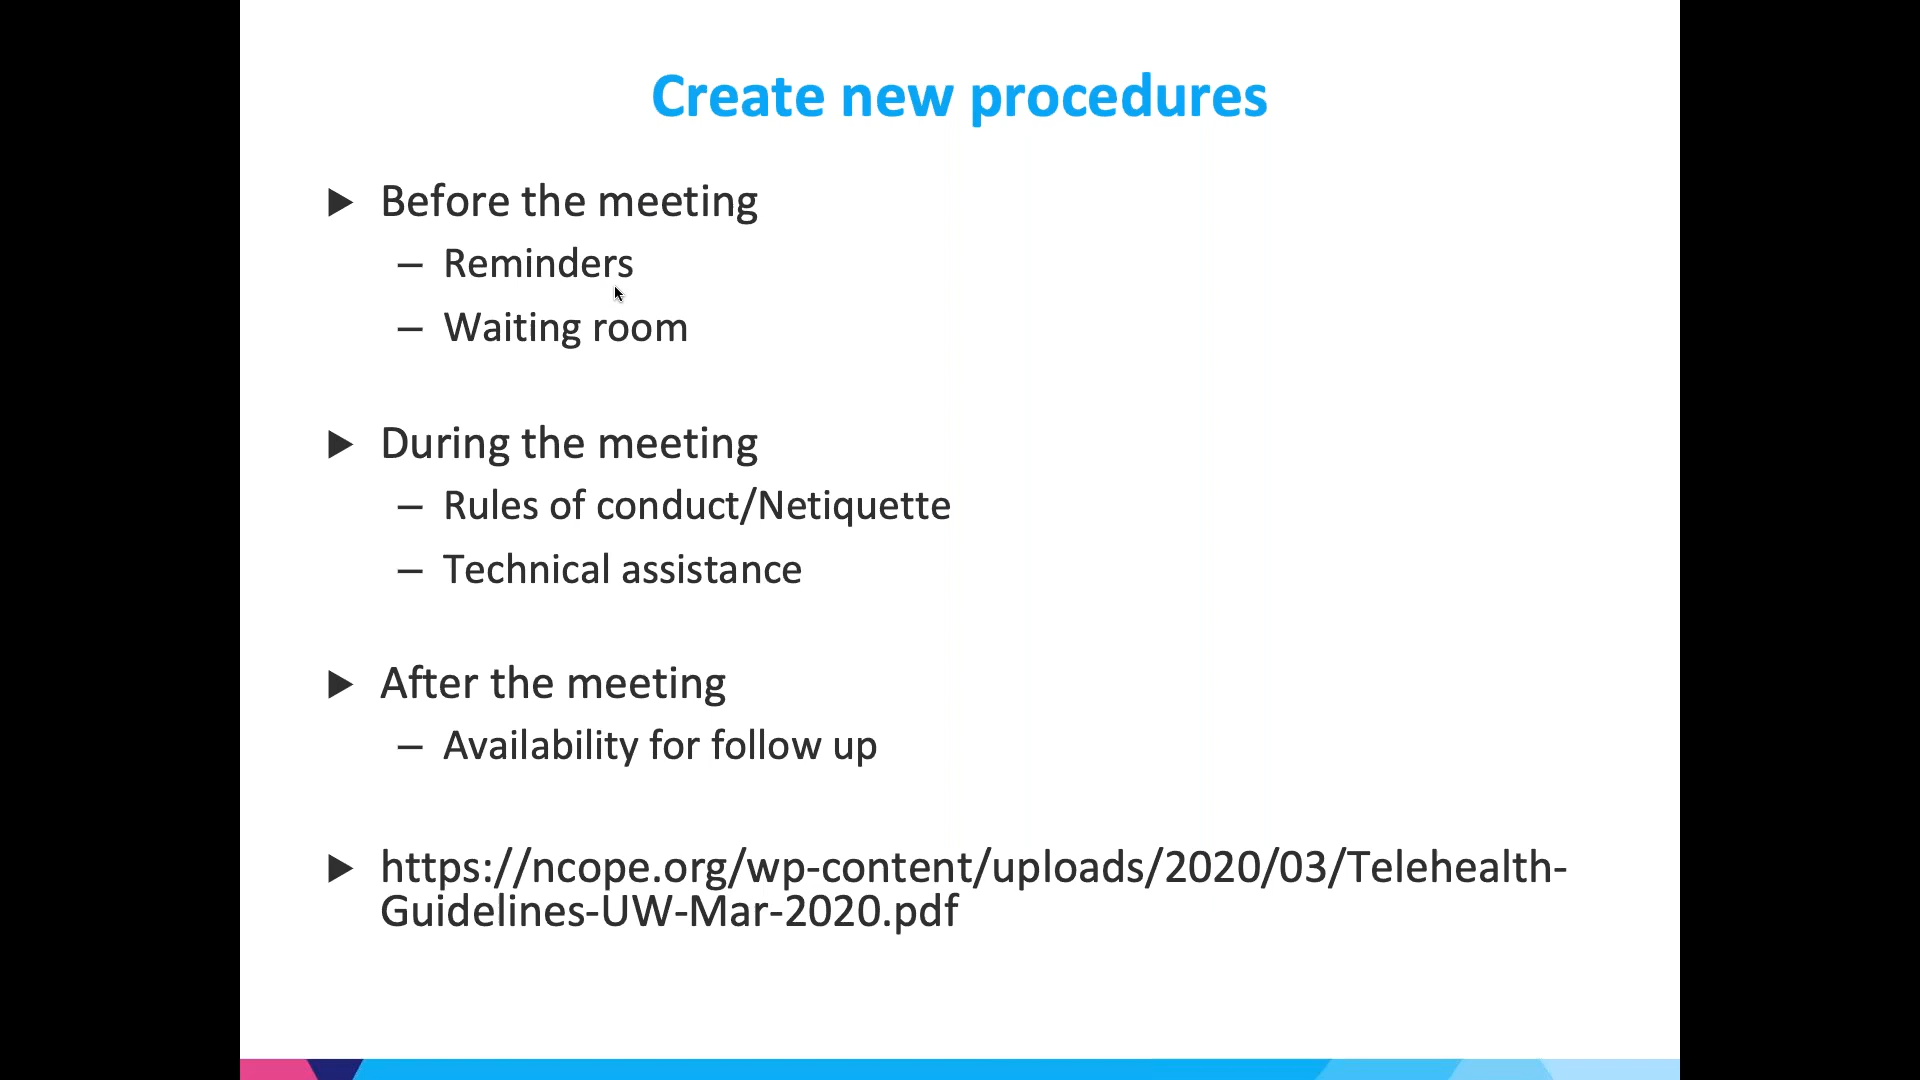 Create new procedures
Before the meeting
– Reminders
– Waiting room
During the meeting
– Rules of conduct/Netiquette
– Technical assistance
After the meeting
– Availability for follow up
https://ncope.org/wp-content/uploads/2020/03/Telehealth-
Guidelines-UW-Mar-2020.pdf